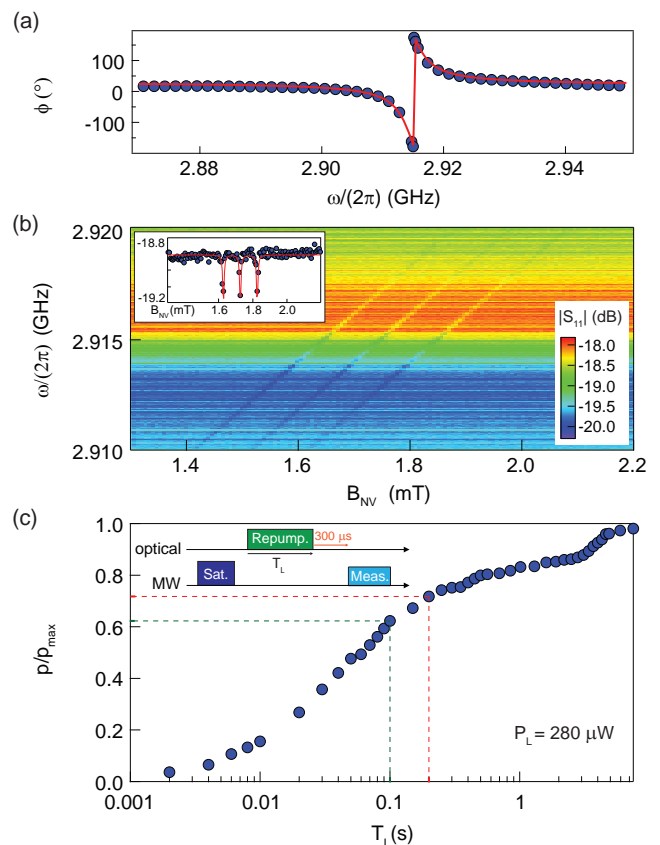 (a)
100
0
-100
ϕ (°)
2.88
2.90
2.92
2.94
ω/(2π) (GHz)
(b)
2.920
2.915
2.910
ω/(2π) (GHz)
-18.8
-19.2
B_NV(mT)
1.6
1.8
2.0
|S₁₁| (dB)
-18.0
-18.5
-19.0
-19.5
-20.0
1.4
1.6
1.8
2.0
2.2
B_NV (mT)
(c)
1.0
0.8
0.6
0.4
0.2
0.0
p/p_max
optical
Repump.
300 µs
T_L
MW
Sat.
Meas.
P_L = 280 µW
0.001
0.01
0.1
1
T_L(s)